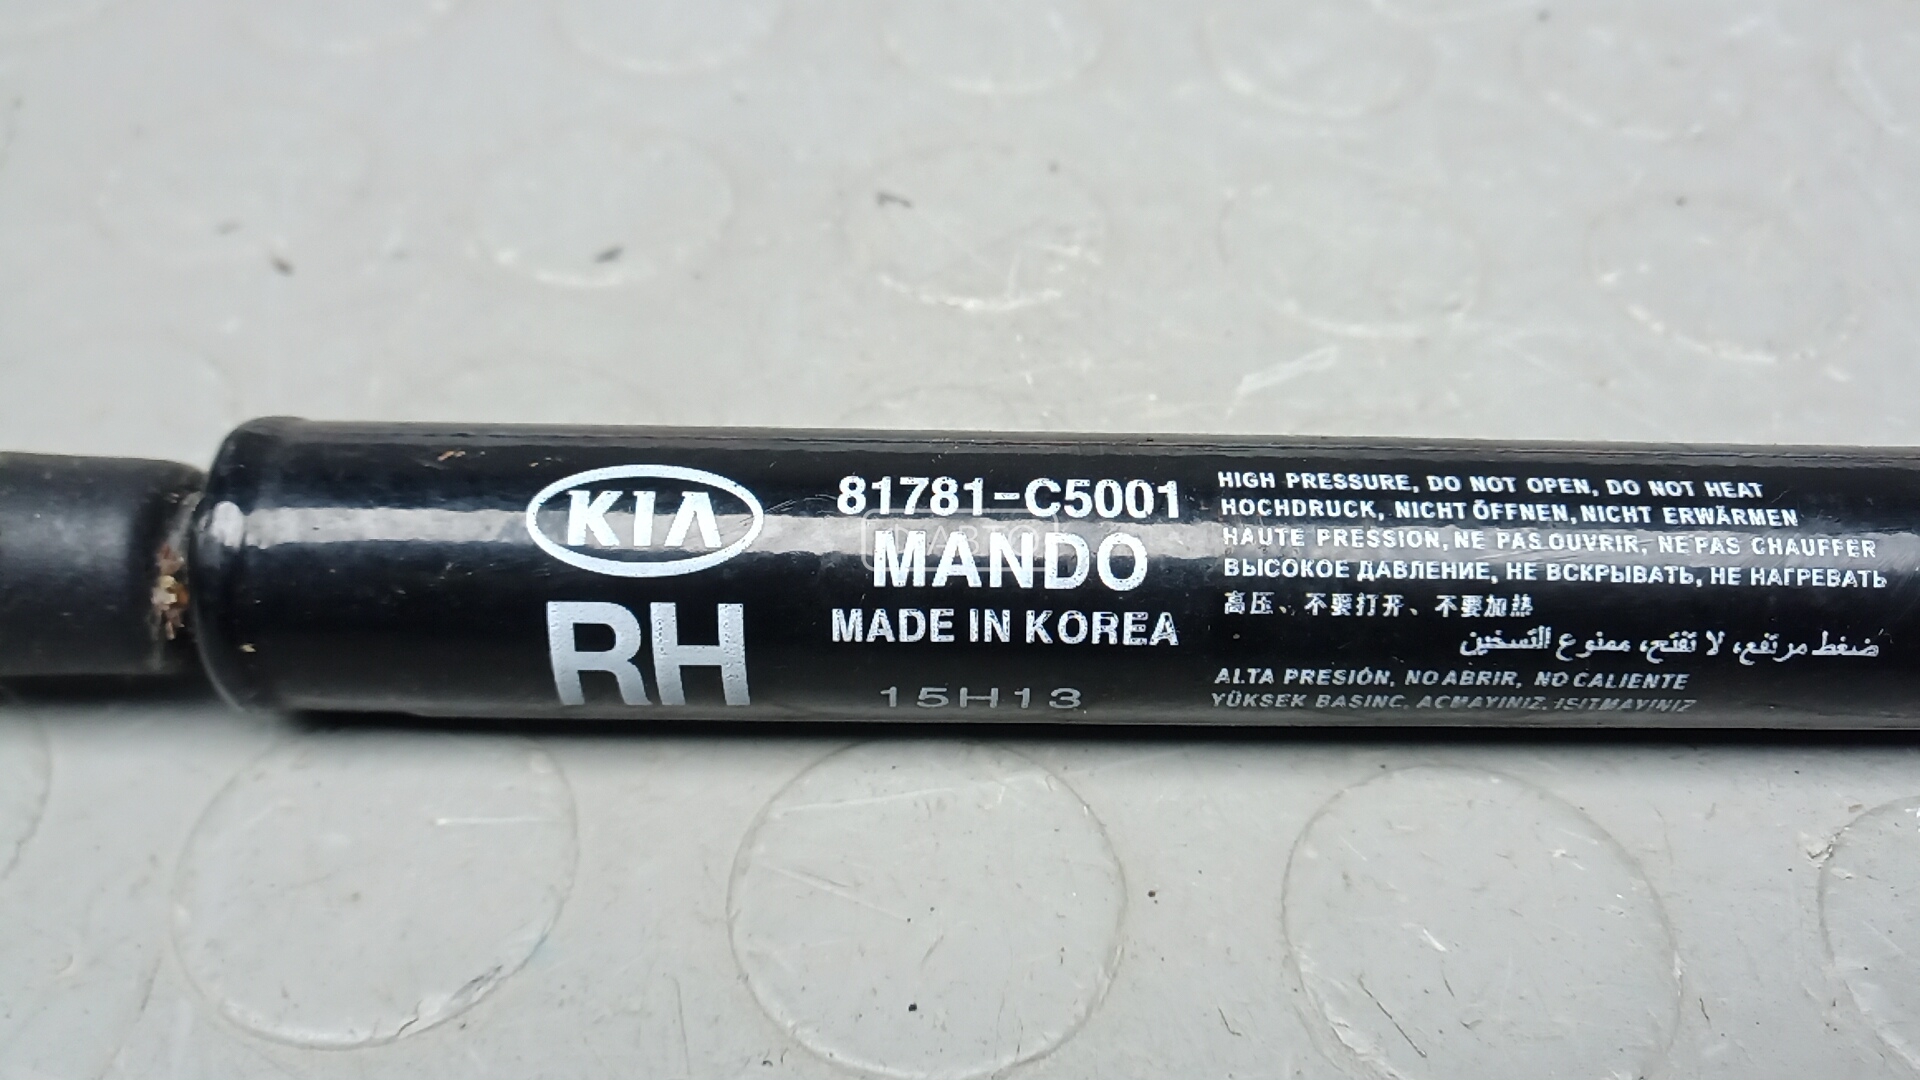 KIA
RH
81781-C5001
MANDO
MADE IN KOREA
15H13
HIGH PRESSURE, DO NOT OPEN, DO NOT HEAT
HOCHDRUCK, NICHT ÖFFNEN, NICHT ERWÄRMEN
HAUTE PRESSION, NE PAS OUVRIR, NE PAS CHAUFFER
ВЫСОКОЕ ДАВЛЕНИЕ, НЕ ВСКРЫВАТЬ, НЕ НАГРЕВАТЬ
高压、不要打开、不要加热
ضغط مرتفع، لا تفتح، ممنوع التسخين
ALTA PRESIÓN, NO ABRIR, NO CALIENTE
YÜKSEK BASINC, ACMAYINIZ, ISITMAYINIZ